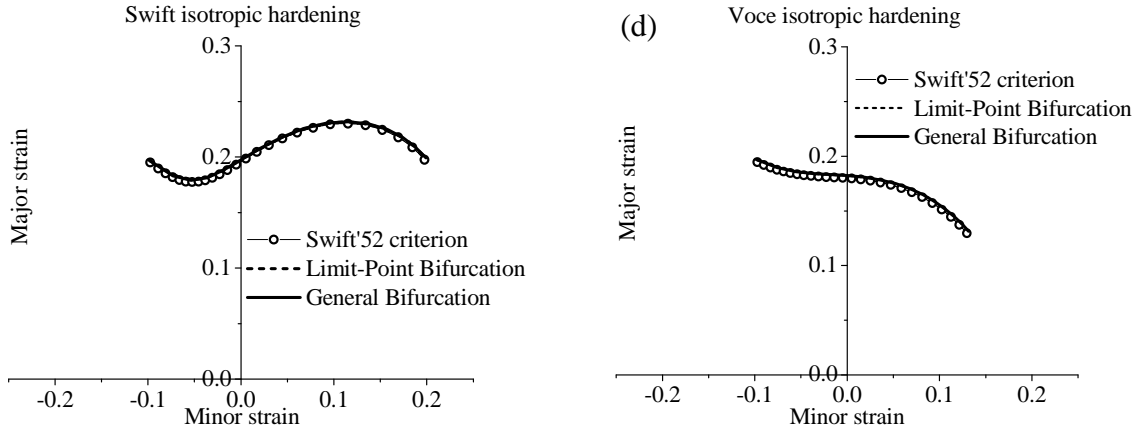 Swift isotropic hardening
0.3
0.2
0.1
0.0
Major strain
Swift'52 criterion
Limit-Point Bifurcation
General Bifurcation
-0.2 -0.1 0.0 0.1 0.2
Minor strain
(d)
Voce isotropic hardening
0.3
0.2
0.1
0.0
Major strain
Swift'52 criterion
Limit-Point Bifurcation
General Bifurcation
-0.2 -0.1 0.0 0.1 0.2
Minor strain